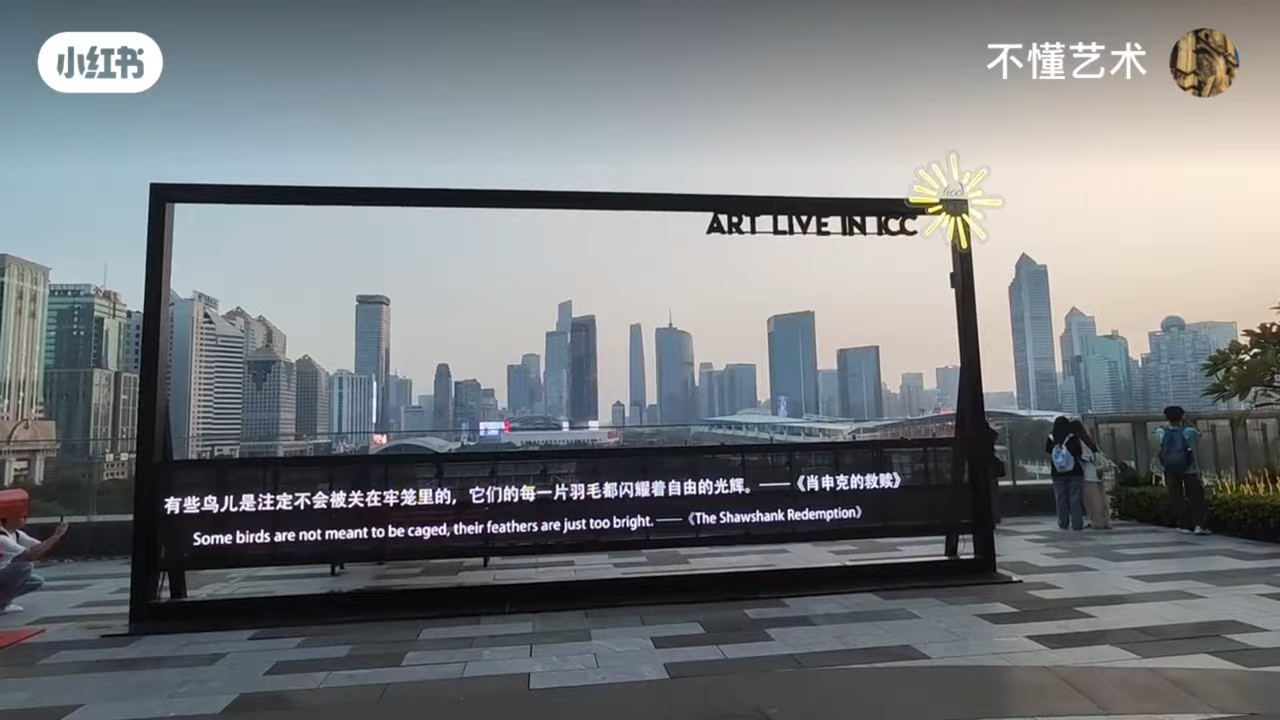 小红书
不懂艺术
icc
ART LIVE IN ICC
有些鸟儿是注定不会被关在牢笼里的，它们的每一片羽毛都闪耀着自由的光辉。——《肖申克的救赎》
Some birds are not meant to be caged, their feathers are just too bright. ——《The Shawshank Redemption》